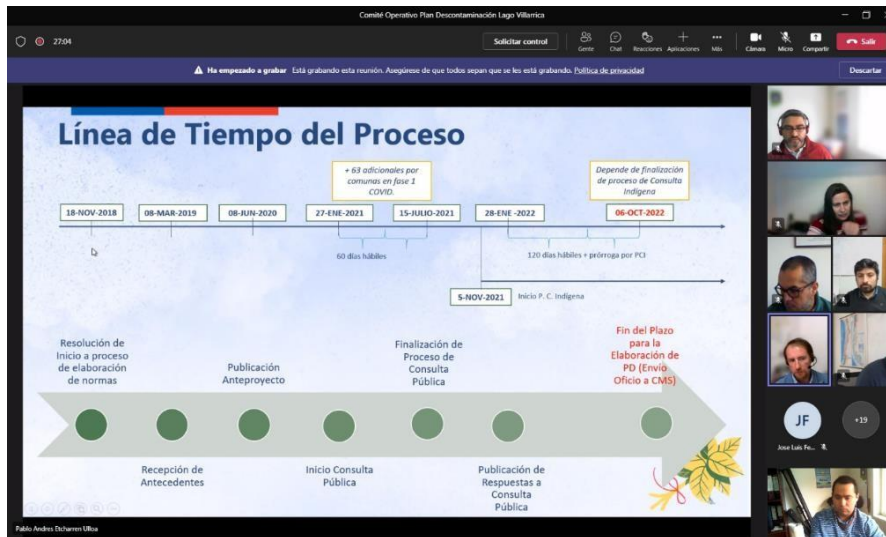 Comité Operativo Plan Descontaminación Lago Villarrica
27:04
Solicitar control
Gente
Chat
Reacciones
Aplicaciones
Más
Cámara
Micro
Compartir
Salir
Ha empezado a grabar Está grabando esta reunión. Asegúrese de que todos sepan que se les está grabando. Política de privacidad
Descartar
Línea de Tiempo del Proceso
+ 63 adicionales por
comunas en fase 1
COVID.
Depende de finalización
de proceso de Consulta
Indígena
18-NOV-2018
08-MAR-2019
08-JUN-2020
27-ENE-2021
15-JULIO-2021
28-ENE -2022
06-OCT-2022
60 días hábiles
120 días hábiles + prórroga por PCI
5-NOV-2021
Inicio P. C. Indígena
Resolución de
Inicio a proceso
de elaboración
de normas
Publicación
Anteproyecto
Finalización de
Proceso de
Consulta
Pública
Fin del Plazo
para la
Elaboración de
PD (Envío
Oficio a CMS)
Recepción de
Antecedentes
Inicio Consulta
Pública
Publicación de
Respuestas a
Consulta
Pública
JF
+19
Jose Luis Fe...
Pablo Andres Etcharren Ulloa